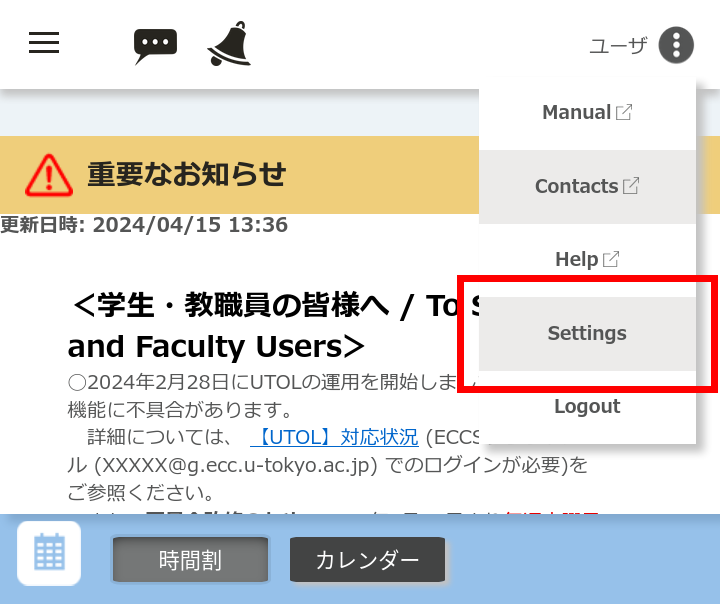 ユーザ
Manual
Contacts
Help
Settings
Logout
重要なお知らせ
更新日時: 2024/04/15 13:36
＜学生・教職員の皆様へ / To
and Faculty Users＞
○2024年2月28日にUTOLの運用を開始しま
機能に不具合があります。
詳細については、 【UTOL】対応状況 (ECCS
ル (XXXXX@g.ecc.u-tokyo.ac.jp) でのログインが必要)を
ご参照ください。
時間割
カレンダー